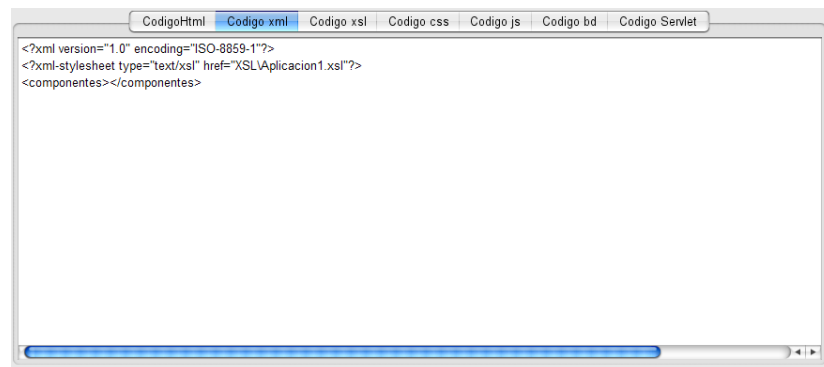 CodigoHtml Codigo xml Codigo xsl Codigo css Codigo js Codigo bd Codigo Servlet
<?xml version="1.0" encoding="ISO-8859-1"?>
<?xml-stylesheet type="text/xsl" href="XSL\Aplicacion1.xsl"?>
<componentes></componentes>